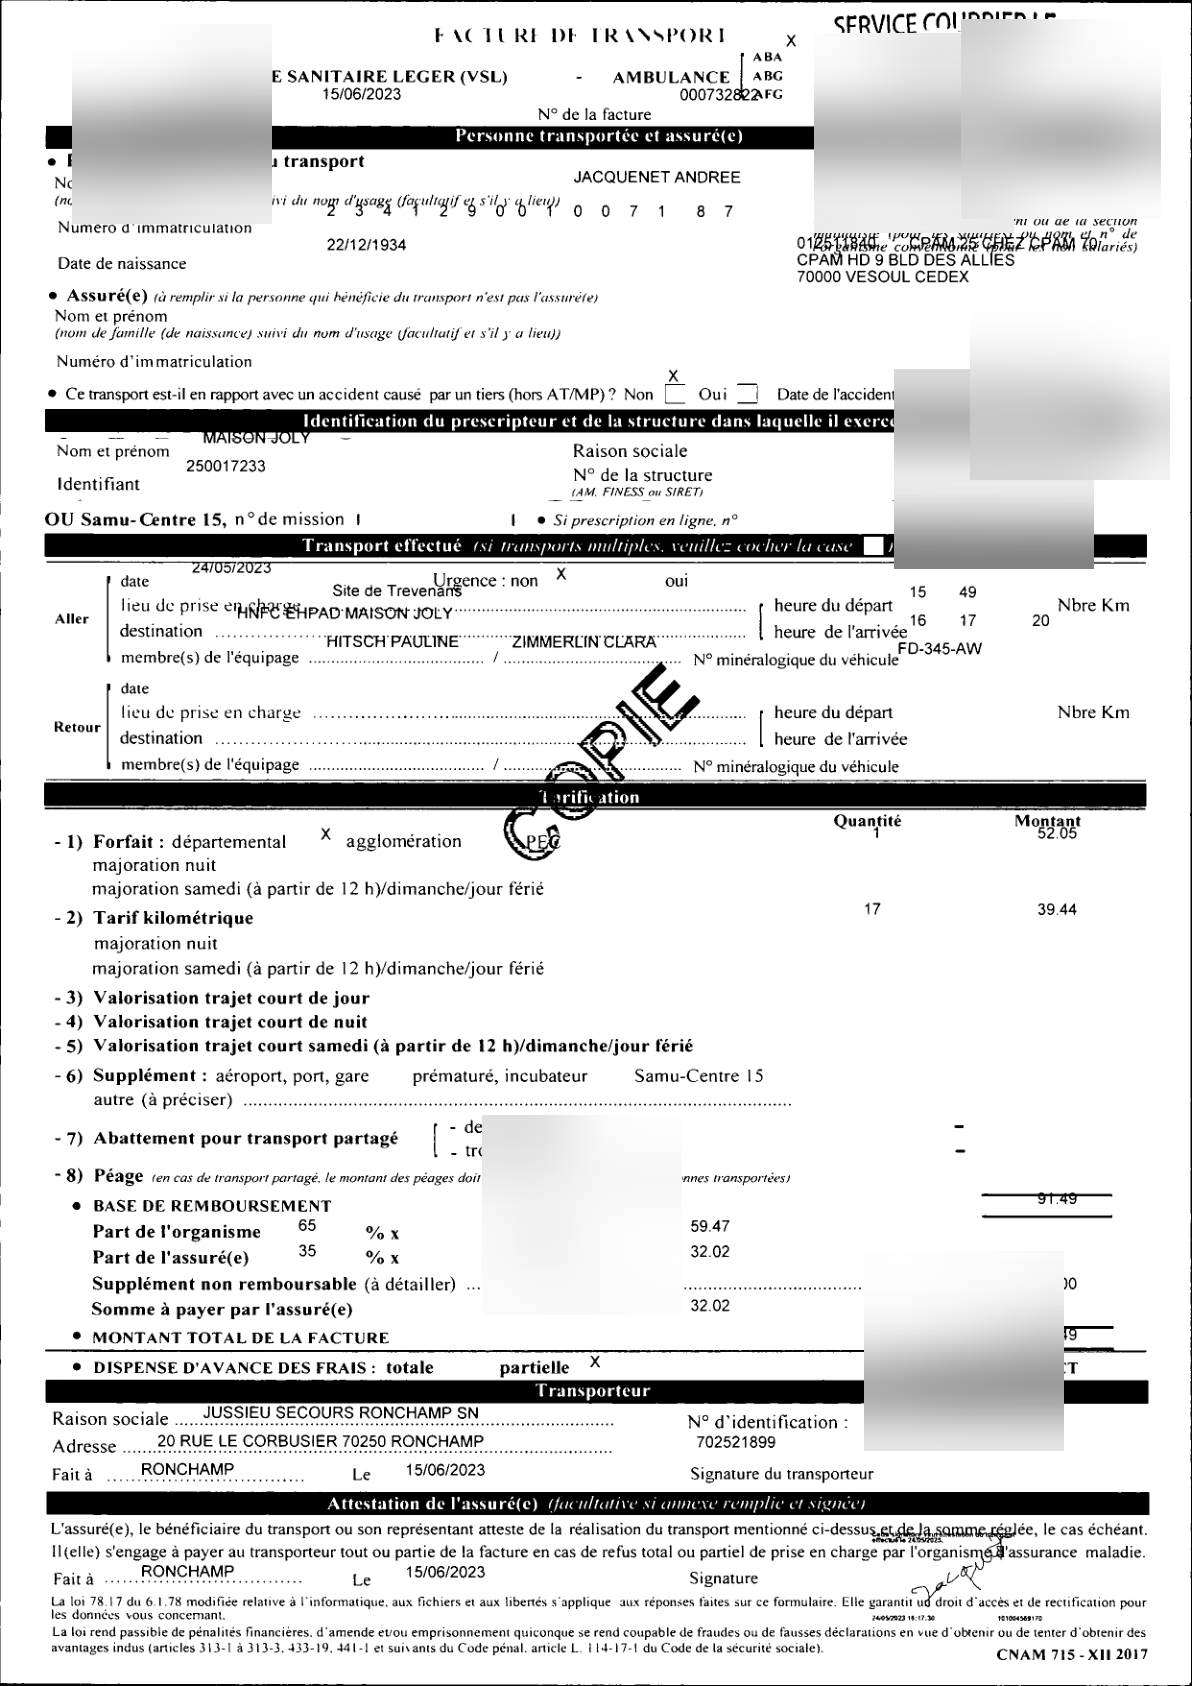 FACTURE DE TRANSPORT
SERVICE COURRIER
X
ABA
E SANITAIRE LEGER (VSL) - AMBULANCE ABG
15/06/2023 000732822 AFG
N° de la facture
Personne transportée et assuré(e)
transport
JACQUENET ANDREE
suivi du nom d'usage (facultatif et s'il y a lieu))
2 3 4 1 2 9 0 0 1 0 0 7 1 8 7
Numéro d'immatriculation
ou de la section
(pour les salariés) ou nom et n° de
l'organisme conventionné (pour les non salariés)
22/12/1934
012511840 CPAM 25 CHEZ CPAM 70
CPAM HD 9 BLD DES ALLIES
70000 VESOUL CEDEX
Date de naissance
• Assuré(e) (à remplir si la personne qui bénéficie du transport n'est pas l'assuré(e)
Nom et prénom
(nom de famille (de naissance) suivi du nom d'usage (facultatif et s'il y a lieu))
Numéro d'immatriculation
X
• Ce transport est-il en rapport avec un accident causé par un tiers (hors AT/MP) ? Non Oui Date de l'accident
Identification du prescripteur et de la structure dans laquelle il exerce
MAISON JOLY
Nom et prénom Raison sociale
250017233
Identifiant N° de la structure
(AM, FINESS ou SIRET)
OU Samu-Centre 15, n° de mission • Si prescription en ligne, n°
Transport effectué (si transports multiples, veuillez cocher la case
24/05/2023
date Urgence : non X oui
Site de Trevenans
Aller lieu de prise en charge heure du départ 15 49 Nbre Km
HNFC EHPAD MAISON JOLY
destination heure de l'arrivée 16 17 20
HITSCH PAULINE ZIMMERLIN CLARA
membre(s) de l'équipage / N° minéralogique du véhicule FD-345-AW
date
Retour lieu de prise en charge heure du départ Nbre Km
destination heure de l'arrivée
membre(s) de l'équipage / N° minéralogique du véhicule
COPIE
Tarification
Quantité Montant
- 1) Forfait : départemental X agglomération PEC 1 52.05
majoration nuit
majoration samedi (à partir de 12 h)/dimanche/jour férié
- 2) Tarif kilométrique 17 39.44
majoration nuit
majoration samedi (à partir de 12 h)/dimanche/jour férié
- 3) Valorisation trajet court de jour
- 4) Valorisation trajet court de nuit
- 5) Valorisation trajet court samedi (à partir de 12 h)/dimanche/jour férié
- 6) Supplément : aéroport, port, gare prématuré, incubateur Samu-Centre 15
autre (à préciser)
- 7) Abattement pour transport partagé - de –
- tro –
- 8) Péage (en cas de transport partagé, le montant des péages doit nnes transportées)
• BASE DE REMBOURSEMENT 91.49
Part de l'organisme 65 % x 59.47
Part de l'assuré(e) 35 % x 32.02
Supplément non remboursable (à détailler) 00
Somme à payer par l'assuré(e) 32.02
• MONTANT TOTAL DE LA FACTURE 49
• DISPENSE D'AVANCE DES FRAIS : totale partielle X CT
Transporteur
Raison sociale JUSSIEU SECOURS RONCHAMP SN N° d'identification :
Adresse 20 RUE LE CORBUSIER 70250 RONCHAMP 702521899
Fait à RONCHAMP Le 15/06/2023 Signature du transporteur
Attestation de l'assuré(e) (facultative si annexe remplie et signée)
L'assuré(e), le bénéficiaire du transport ou son représentant atteste de la réalisation du transport mentionné ci-dessus et de la somme réglée, le cas échéant.
effectué le 24/05/2023.
Il(elle) s'engage à payer au transporteur tout ou partie de la facture en cas de refus total ou partiel de prise en charge par l'organisme d'assurance maladie.
Fait à RONCHAMP Le 15/06/2023 Signature
La loi 78.17 du 6.1.78 modifiée relative à l'informatique, aux fichiers et aux libertés s'applique aux réponses faites sur ce formulaire. Elle garantit un droit d'accès et de rectification pour
les données vous concernant.
24/05/2023 16:17:30 101004569170
La loi rend passible de pénalités financières, d'amende et/ou emprisonnement quiconque se rend coupable de fraudes ou de fausses déclarations en vue d'obtenir ou de tenter d'obtenir des
avantages indus (articles 313-1 à 313-3, 433-19, 441-1 et suivants du Code pénal, article L. 114-17-1 du Code de la sécurité sociale).
CNAM 715 - XII 2017